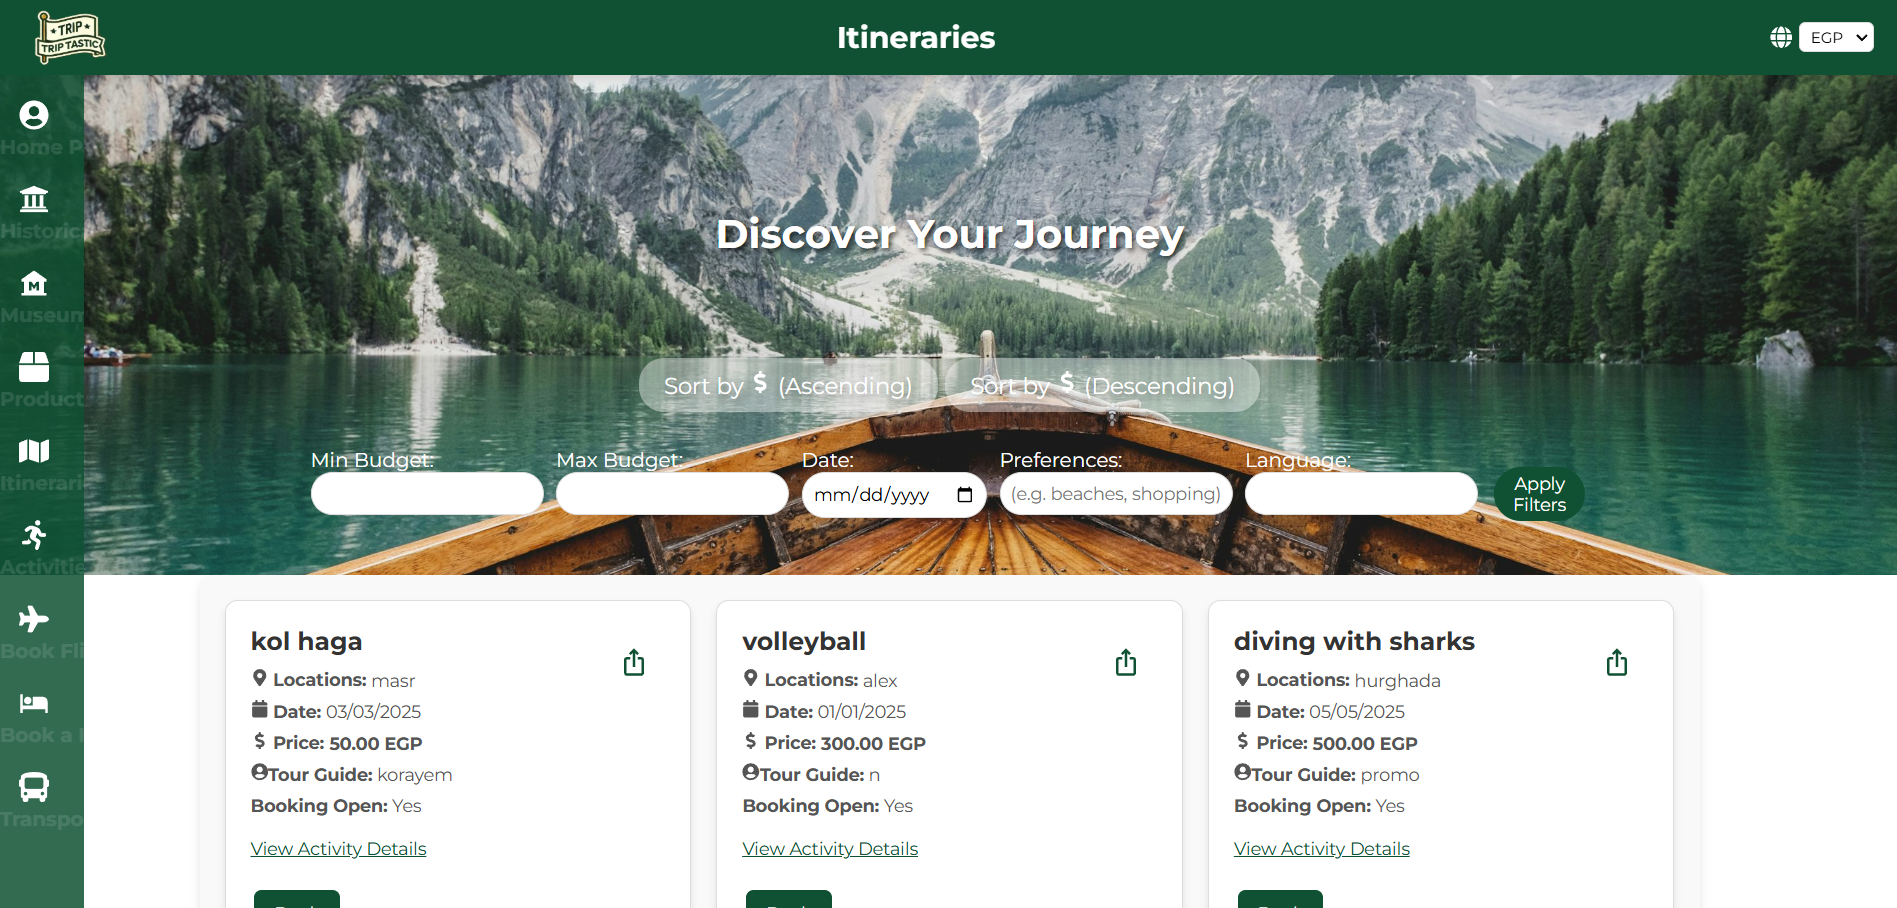 TRIP
TRIP TASTIC
Itineraries
EGP
Home P
Historic
Museum
Product
Itinerari
Activitie
Book Fli
Book a
Transpo
Discover Your Journey
Sort by $ (Ascending)
Sort by $ (Descending)
Min Budget:
Max Budget:
Date:
Preferences:
Language:
mm/dd/yyyy
(e.g. beaches, shopping)
Apply
Filters
kol haga
Locations: masr
Date: 03/03/2025
$ Price: 50.00 EGP
Tour Guide: korayem
Booking Open: Yes
View Activity Details
volleyball
Locations: alex
Date: 01/01/2025
$ Price: 300.00 EGP
Tour Guide: n
Booking Open: Yes
View Activity Details
diving with sharks
Locations: hurghada
Date: 05/05/2025
$ Price: 500.00 EGP
Tour Guide: promo
Booking Open: Yes
View Activity Details